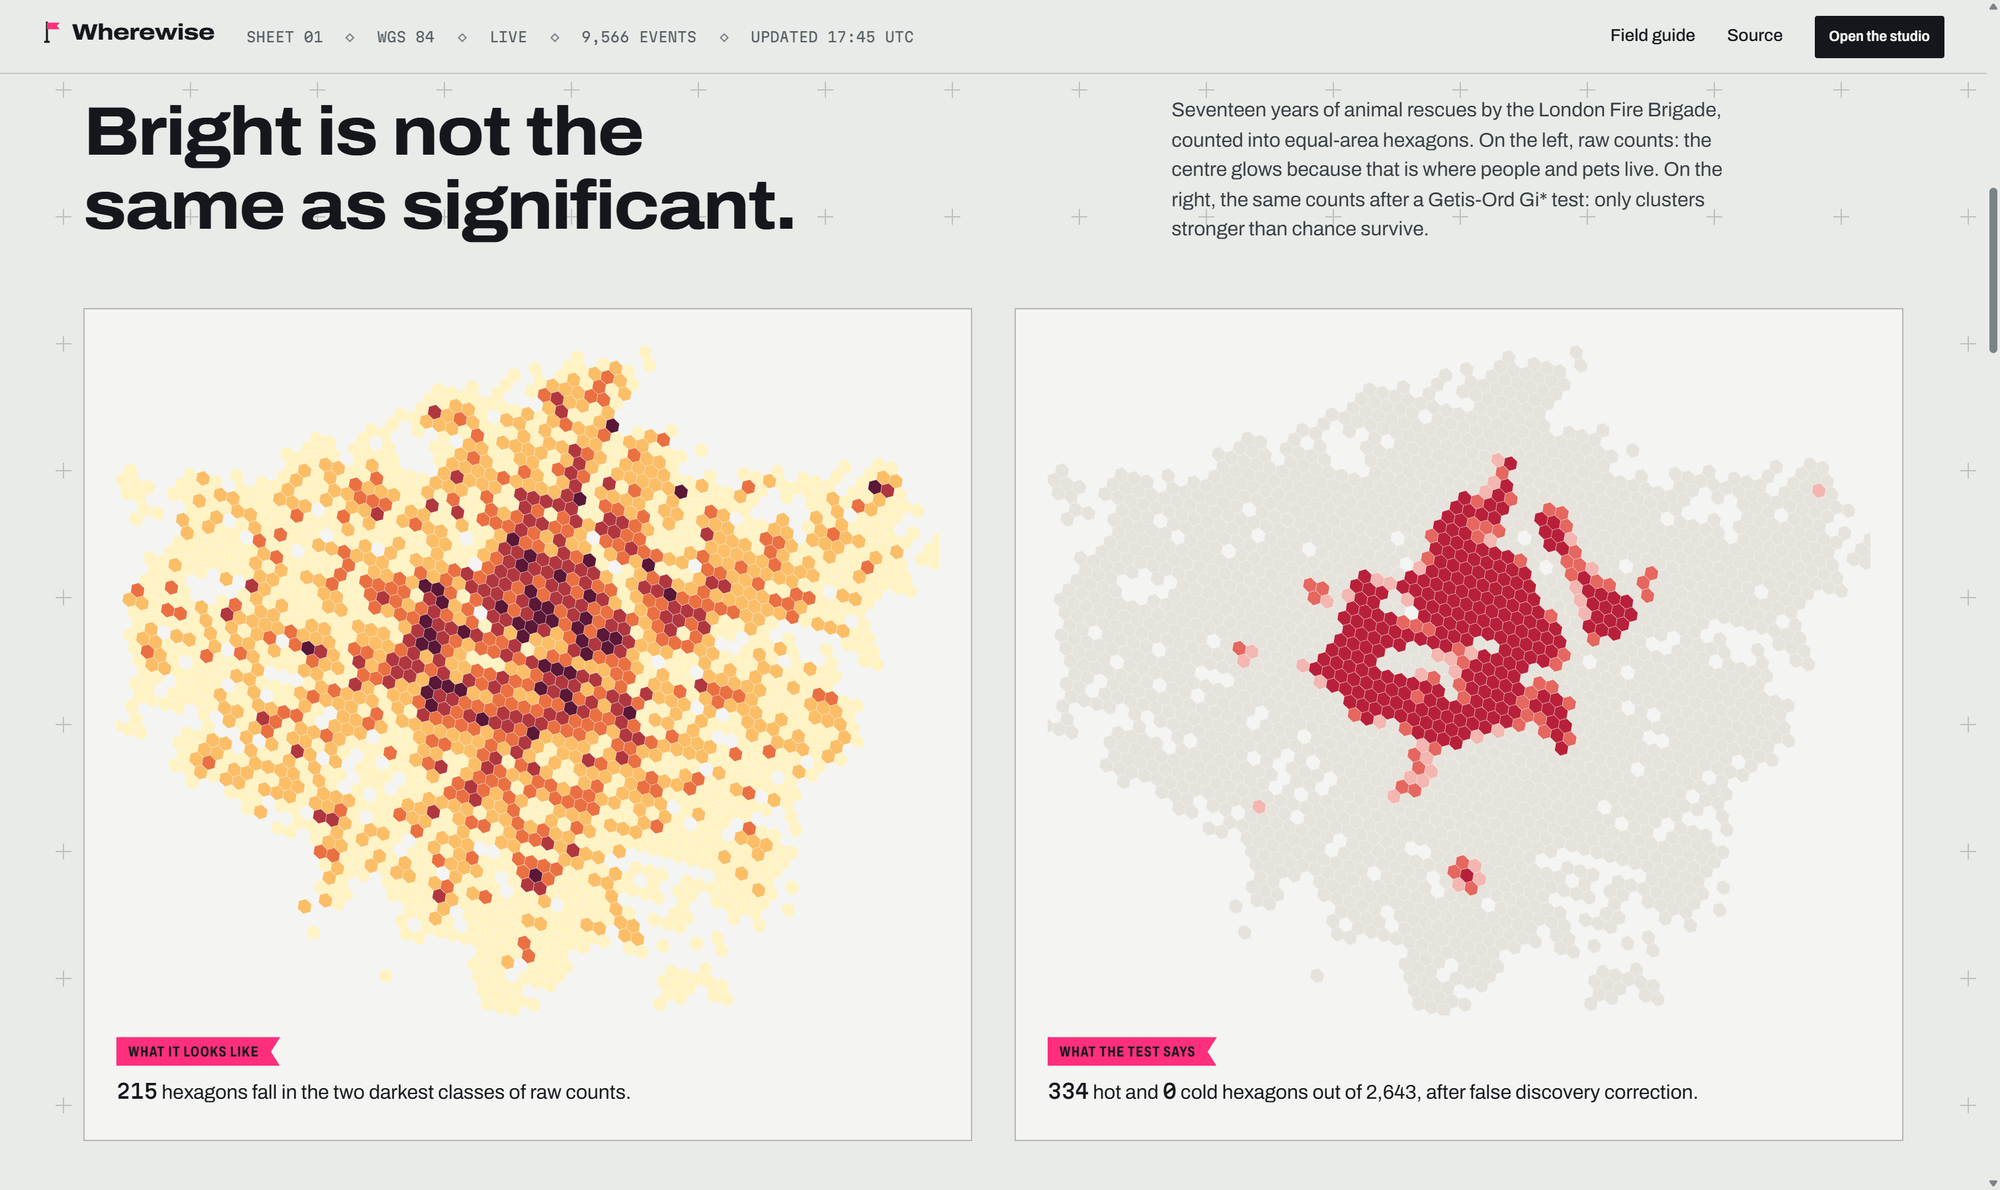 Wherewise
SHEET 01 ◇ WGS 84 ◇ LIVE ◇ 9,566 EVENTS ◇ UPDATED 17:45 UTC
Field guide
Source
Open the studio
Bright is not the
same as significant.
Seventeen years of animal rescues by the London Fire Brigade,
counted into equal-area hexagons. On the left, raw counts: the
centre glows because that is where people and pets live. On the
right, the same counts after a Getis-Ord Gi* test: only clusters
stronger than chance survive.
WHAT IT LOOKS LIKE
215 hexagons fall in the two darkest classes of raw counts.
WHAT THE TEST SAYS
334 hot and 0 cold hexagons out of 2,643, after false discovery correction.